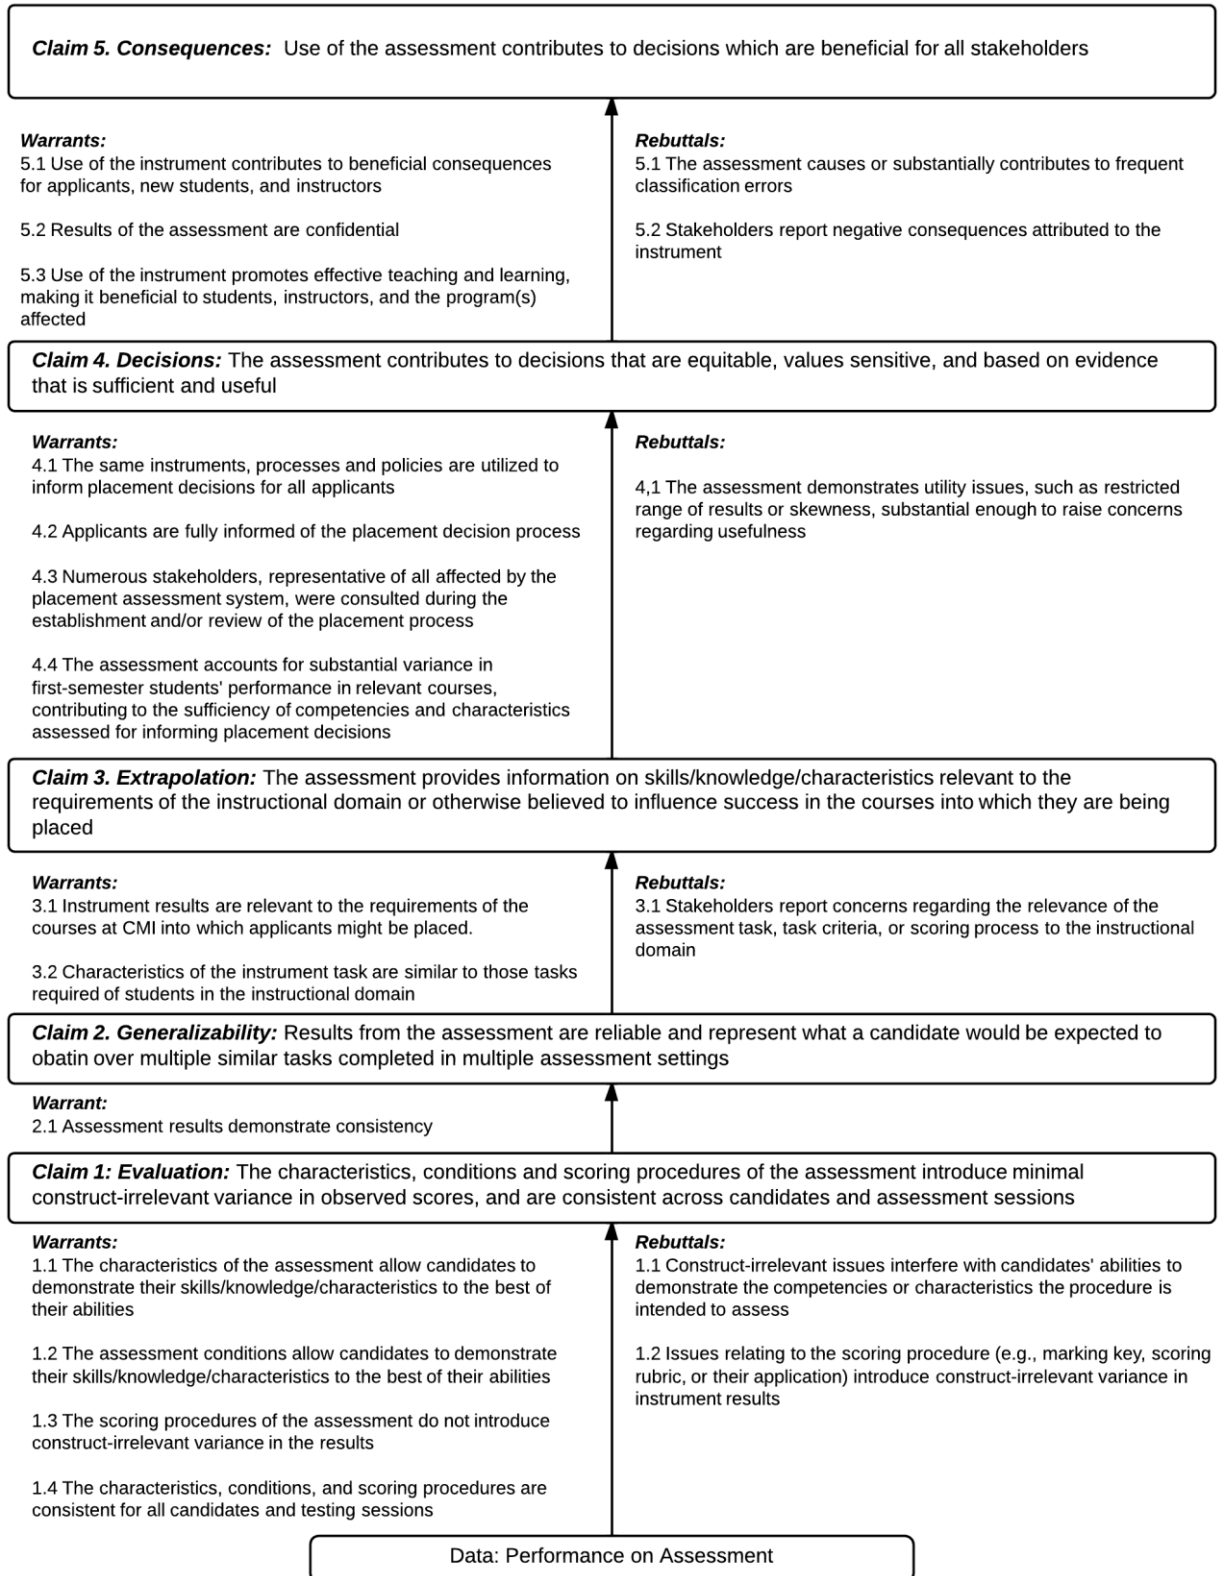 Claim 5. Consequences: Use of the assessment contributes to decisions which are beneficial for all stakeholders
Warrants:
5.1 Use of the instrument contributes to beneficial consequences
for applicants, new students, and instructors
5.2 Results of the assessment are confidential
5.3 Use of the instrument promotes effective teaching and learning,
making it beneficial to students, instructors, and the program(s)
affected
Rebuttals:
5.1 The assessment causes or substantially contributes to frequent
classification errors
5.2 Stakeholders report negative consequences attributed to the
instrument
Claim 4. Decisions: The assessment contributes to decisions that are equitable, values sensitive, and based on evidence
that is sufficient and useful
Warrants:
4.1 The same instruments, processes and policies are utilized to
inform placement decisions for all applicants
4.2 Applicants are fully informed of the placement decision process
4.3 Numerous stakeholders, representative of all affected by the
placement assessment system, were consulted during the
establishment and/or review of the placement process
4.4 The assessment accounts for substantial variance in
first-semester students' performance in relevant courses,
contributing to the sufficiency of competencies and characteristics
assessed for informing placement decisions
Rebuttals:
4,1 The assessment demonstrates utility issues, such as restricted
range of results or skewness, substantial enough to raise concerns
regarding usefulness
Claim 3. Extrapolation: The assessment provides information on skills/knowledge/characteristics relevant to the
requirements of the instructional domain or otherwise believed to influence success in the courses into which they are being
placed
Warrants:
3.1 Instrument results are relevant to the requirements of the
courses at CMI into which applicants might be placed.
3.2 Characteristics of the instrument task are similar to those tasks
required of students in the instructional domain
Rebuttals:
3.1 Stakeholders report concerns regarding the relevance of the
assessment task, task criteria, or scoring process to the instructional
domain
Claim 2. Generalizability: Results from the assessment are reliable and represent what a candidate would be expected to
obatin over multiple similar tasks completed in multiple assessment settings
Warrant:
2.1 Assessment results demonstrate consistency
Claim 1: Evaluation: The characteristics, conditions and scoring procedures of the assessment introduce minimal
construct-irrelevant variance in observed scores, and are consistent across candidates and assessment sessions
Warrants:
1.1 The characteristics of the assessment allow candidates to
demonstrate their skills/knowledge/characteristics to the best of
their abilities
1.2 The assessment conditions allow candidates to demonstrate
their skills/knowledge/characteristics to the best of their abilities
1.3 The scoring procedures of the assessment do not introduce
construct-irrelevant variance in the results
1.4 The characteristics, conditions, and scoring procedures are
consistent for all candidates and testing sessions
Rebuttals:
1.1 Construct-irrelevant issues interfere with candidates' abilities to
demonstrate the competencies or characteristics the procedure is
intended to assess
1.2 Issues relating to the scoring procedure (e.g., marking key, scoring
rubric, or their application) introduce construct-irrelevant variance in
instrument results
Data: Performance on Assessment